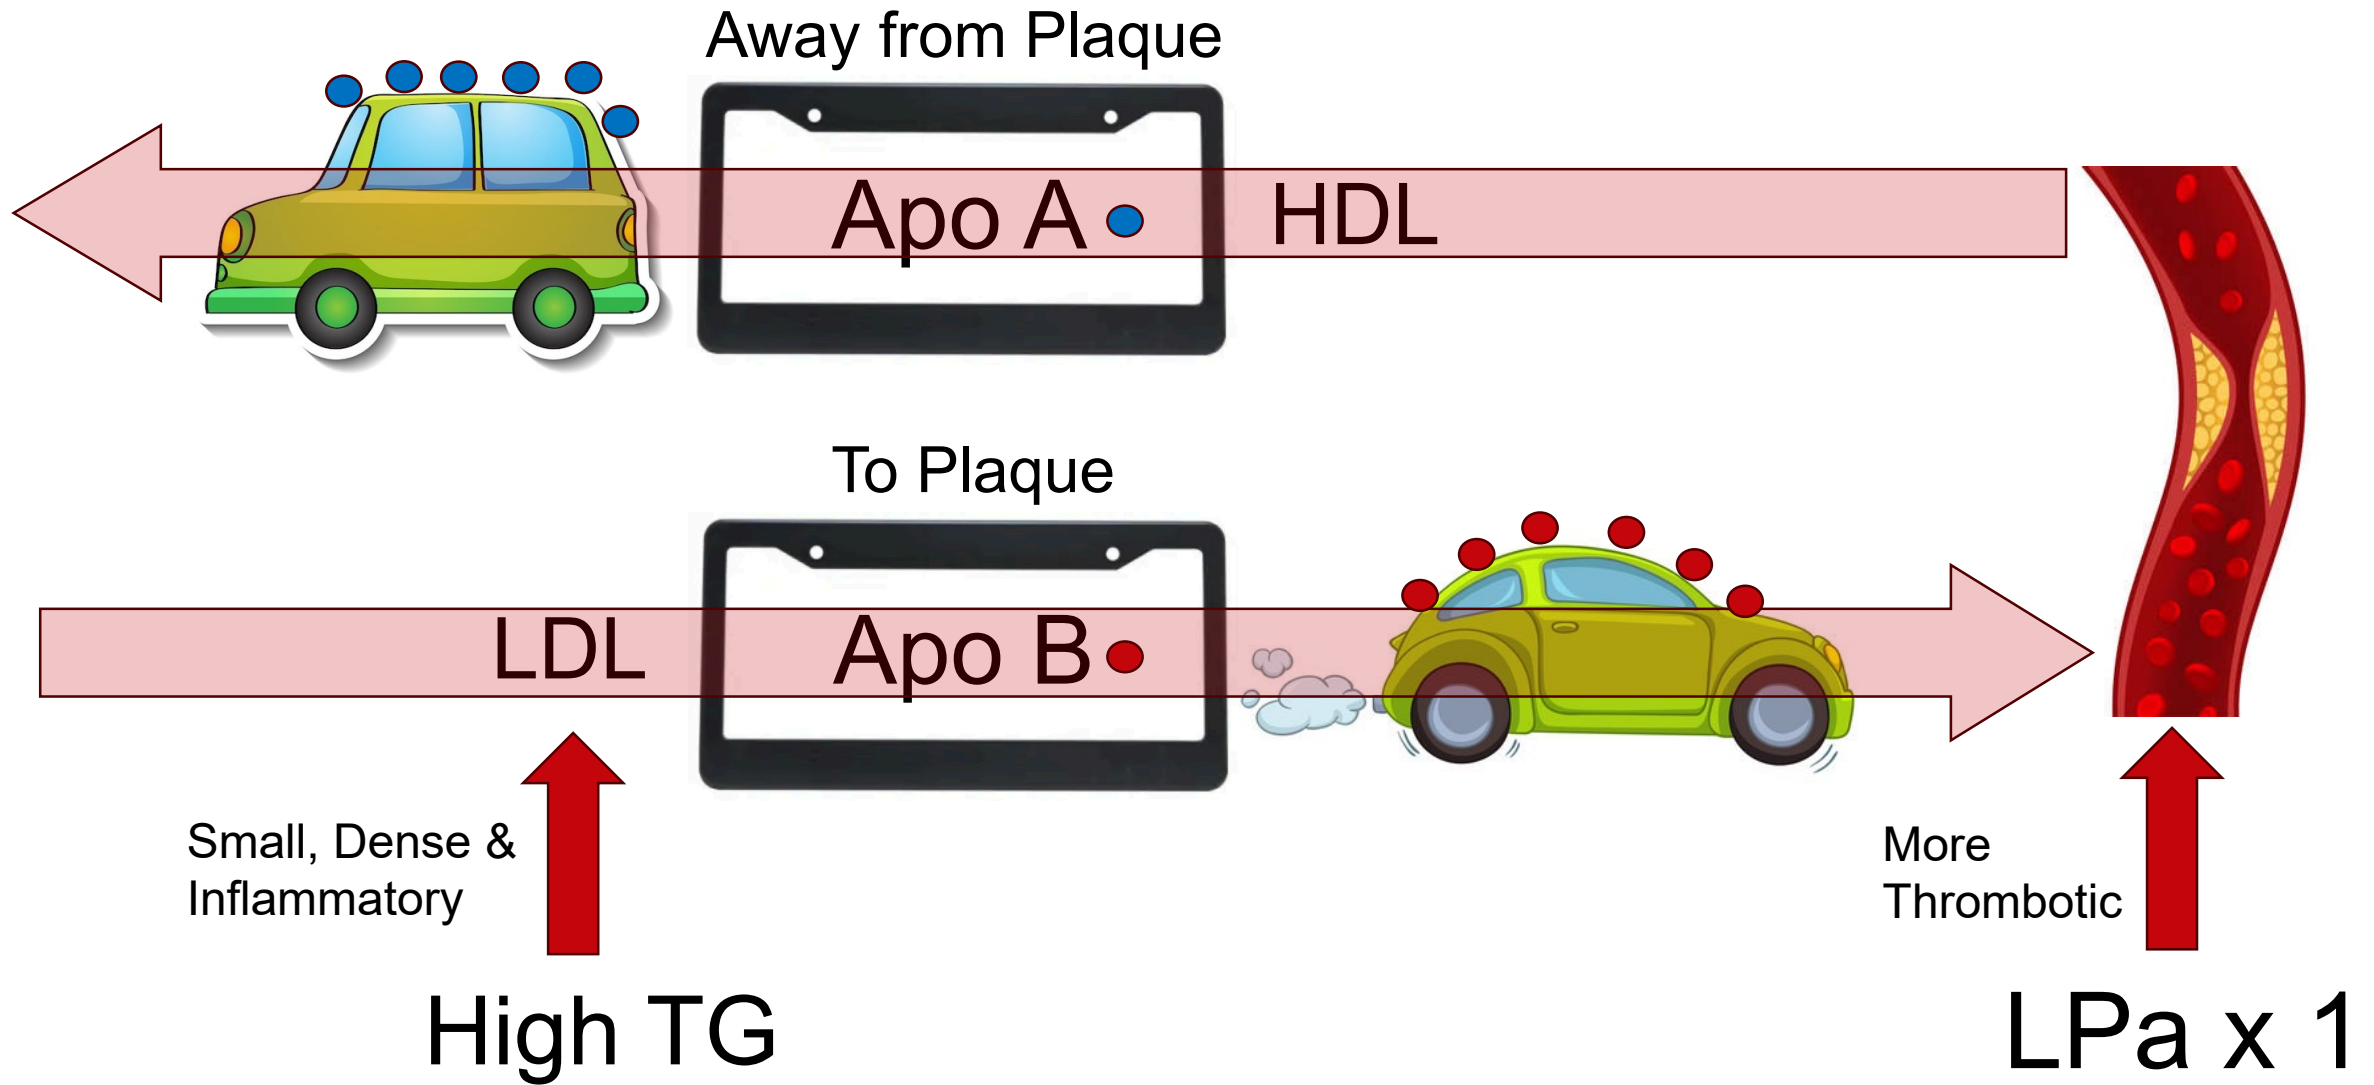 Away from Plaque
Apo A
HDL
To Plaque
LDL
Apo B
Small, Dense &
Inflammatory
More
Thrombotic
High TG
LPa x 1